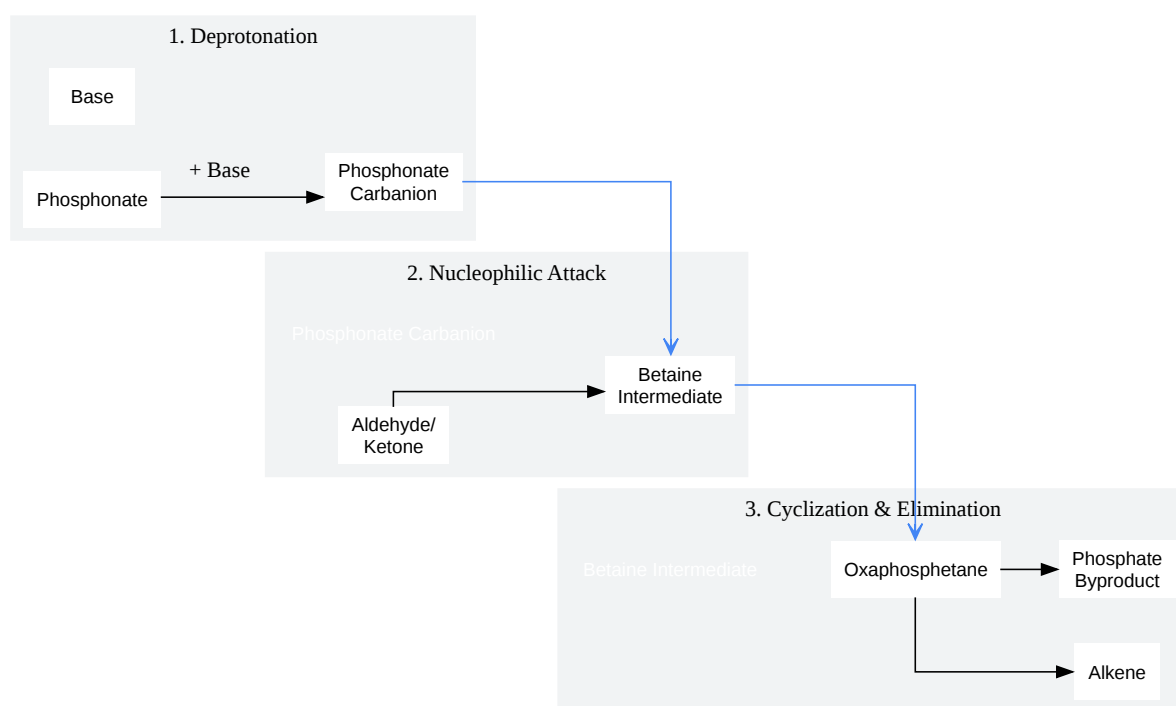 1. Deprotonation
Base
+ Base
Phosphonate
Phosphonate
Carbanion
2. Nucleophilic Attack
Phosphonate Carbanion
Betaine
Intermediate
Aldehyde/
Ketone
3. Cyclization & Elimination
Betaine Intermediate
Oxaphosphetane
Phosphate
Byproduct
Alkene